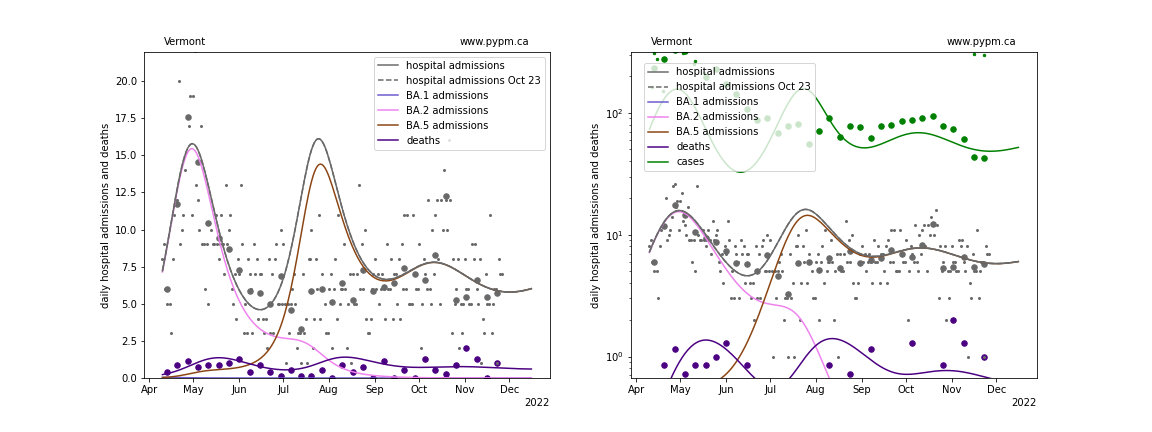 Vermont
www.pypm.ca
daily hospital admissions and deaths
20.0
17.5
15.0
12.5
10.0
7.5
5.0
2.5
0.0
hospital admissions
hospital admissions Oct 23
BA.1 admissions
BA.2 admissions
BA.5 admissions
deaths
Apr May Jun Jul Aug Sep Oct Nov Dec
2022
Vermont
www.pypm.ca
daily hospital admissions and deaths
10²
10¹
10⁰
hospital admissions
hospital admissions Oct 23
BA.1 admissions
BA.2 admissions
BA.5 admissions
deaths
cases
Apr May Jun Jul Aug Sep Oct Nov Dec
2022